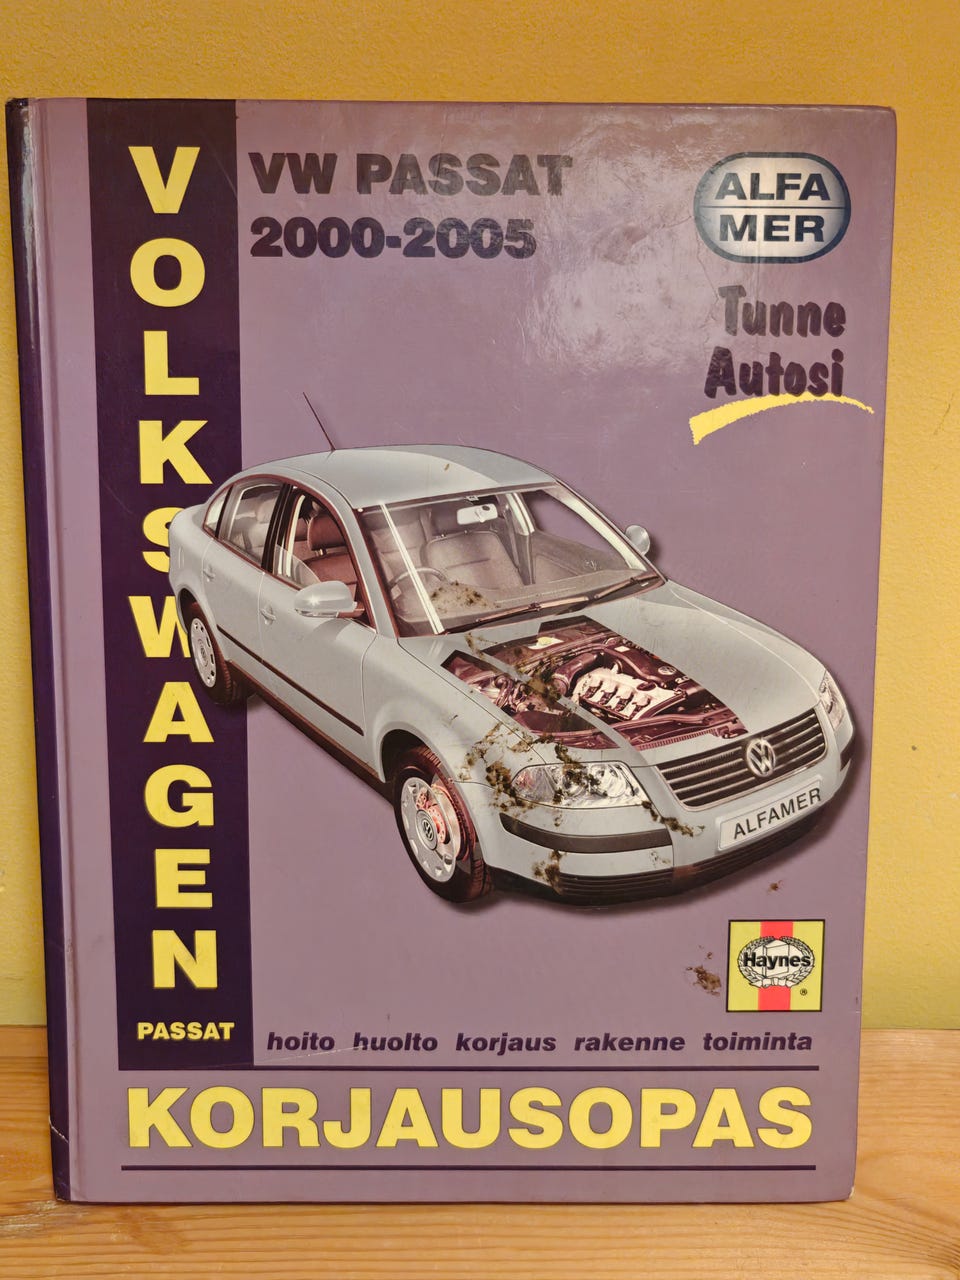 VOLKSWAGEN
PASSAT
VW PASSAT
2000-2005
ALFA
MER
Tunne
Autosi
ALFAMER
Haynes
®
hoito huolto korjaus rakenne toiminta
KORJAUSOPAS